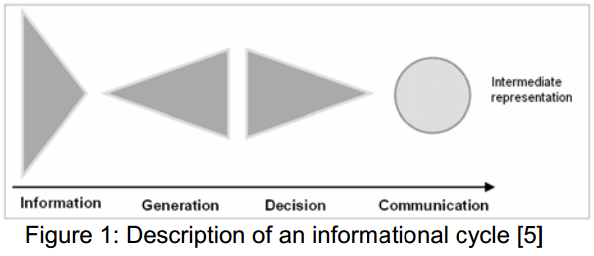 Intermediate
representation
Information Generation Decision Communication
Figure 1: Description of an informational cycle [5]